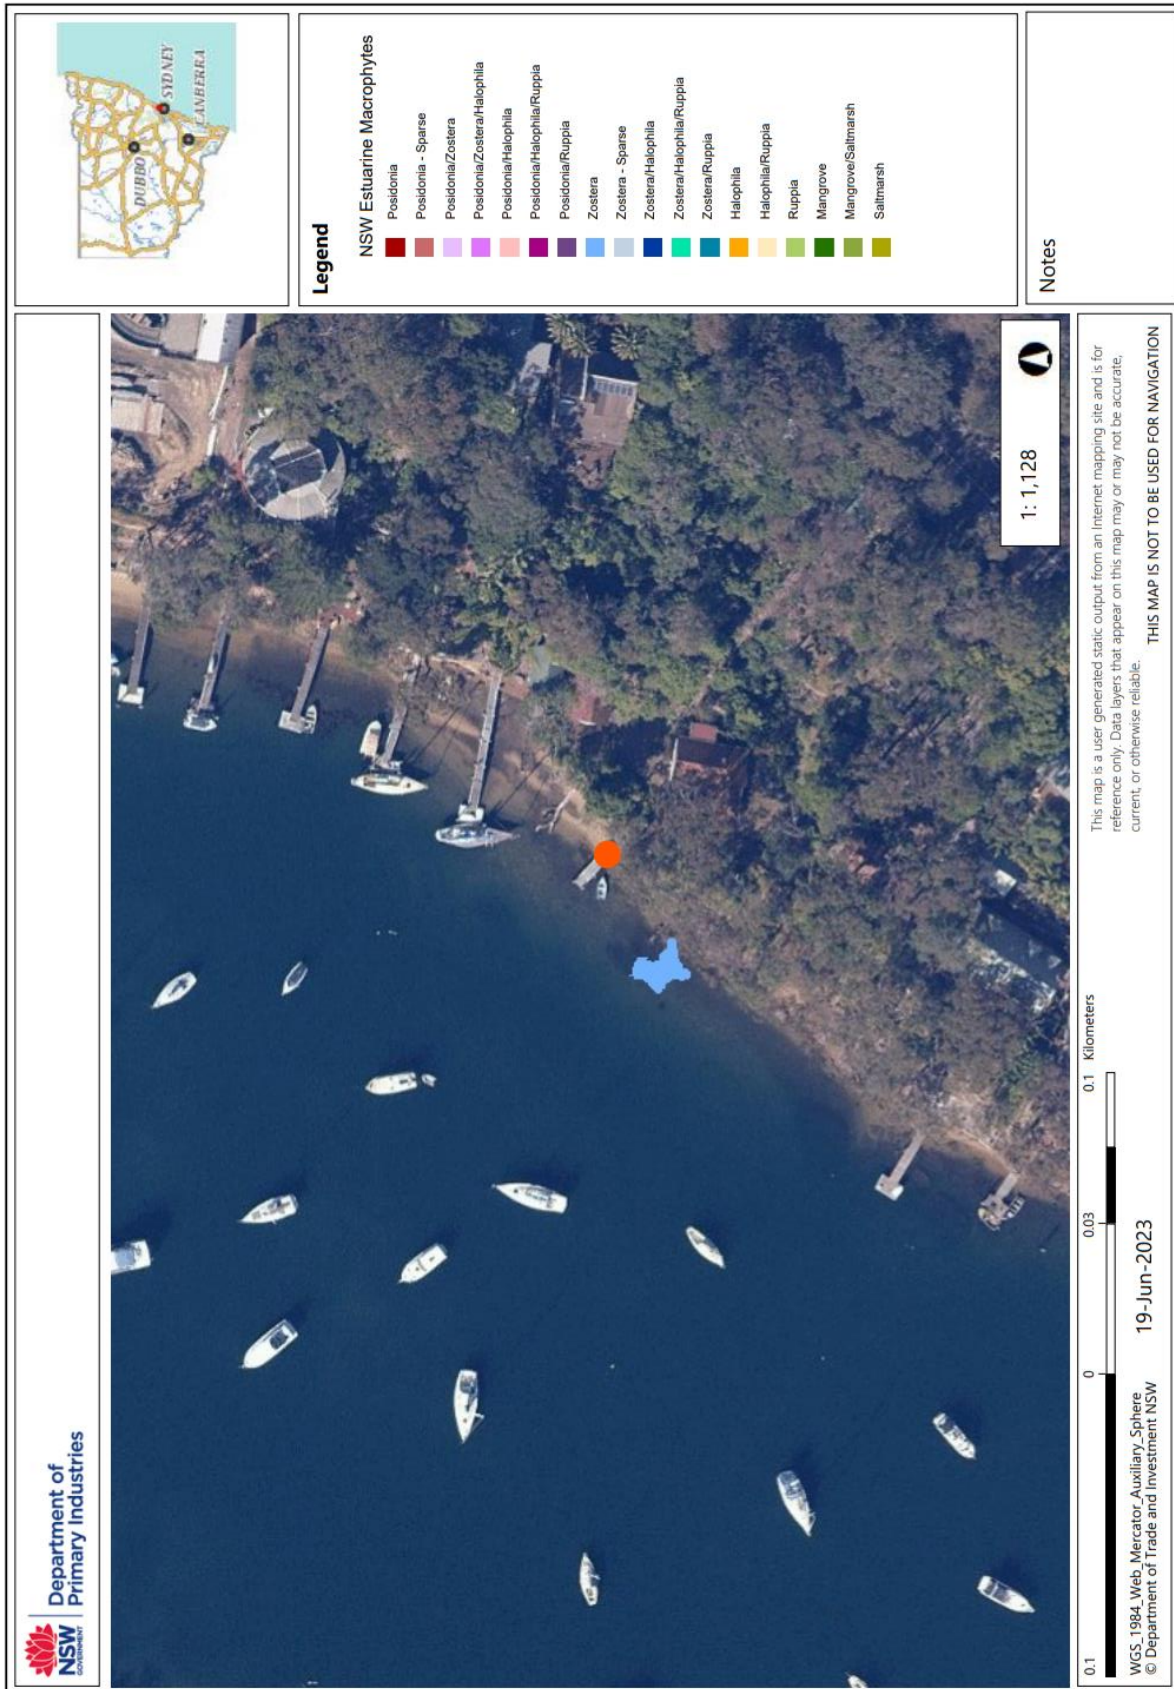 NSW
GOVERNMENT
Department of
Primary Industries
DUBBO
SYDNEY
CANBERRA
Legend
NSW Estuarine Macrophytes
Posidonia
Posidonia - Sparse
Posidonia/Zostera
Posidonia/Zostera/Halophila
Posidonia/Halophila
Posidonia/Halophila/Ruppia
Posidonia/Ruppia
Zostera
Zostera - Sparse
Zostera/Halophila
Zostera/Halophila/Ruppia
Zostera/Ruppia
Halophila
Halophila/Ruppia
Ruppia
Mangrove
Mangrove/Saltmarsh
Saltmarsh
1: 1,128
Notes
0.1 0 0.03 0.1 Kilometers
WGS_1984_Web_Mercator_Auxiliary_Sphere
© Department of Trade and Investment NSW
19-Jun-2023
This map is a user generated static output from an Internet mapping site and is for
reference only. Data layers that appear on this map may or may not be accurate,
current, or otherwise reliable.
THIS MAP IS NOT TO BE USED FOR NAVIGATION